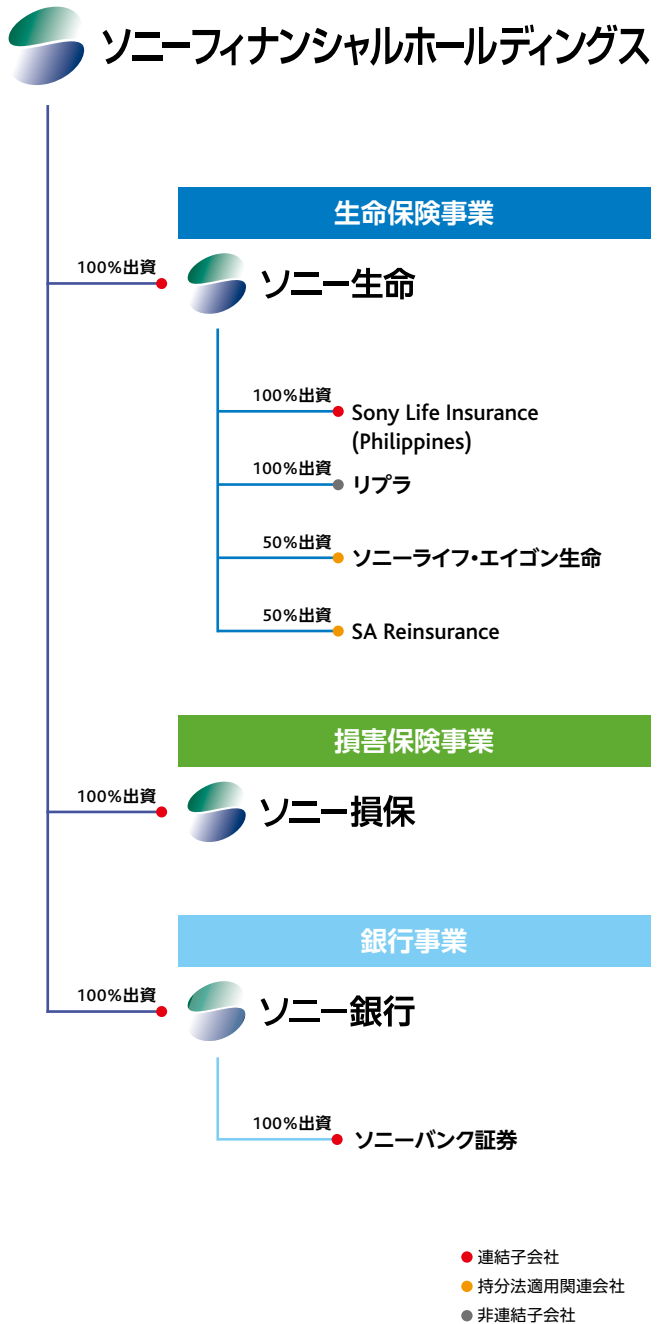 ソニーフィナンシャルホールディングス
生命保険事業
100%出資
ソニー生命
100%出資
Sony Life Insurance
(Philippines)
100%出資
リプラ
50%出資
ソニーライフ・エイゴン生命
50%出資
SA Reinsurance
損害保険事業
100%出資
ソニー損保
銀行事業
100%出資
ソニー銀行
100%出資
ソニーバンク証券
連結子会社
持分法適用関連会社
非連結子会社